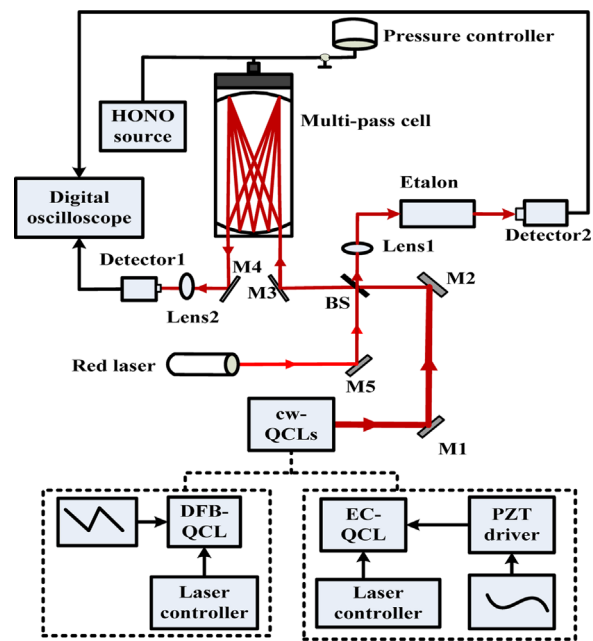 Pressure controller
HONO
source
Multi-pass cell
Digital
oscilloscope
Etalon
Detector2
Lens1
Detector1
M4
M3
M2
BS
Lens2
Red laser
M5
cw-
QCLs
M1
DFB-
QCL
Laser
controller
EC-
QCL
PZT
driver
Laser
controller